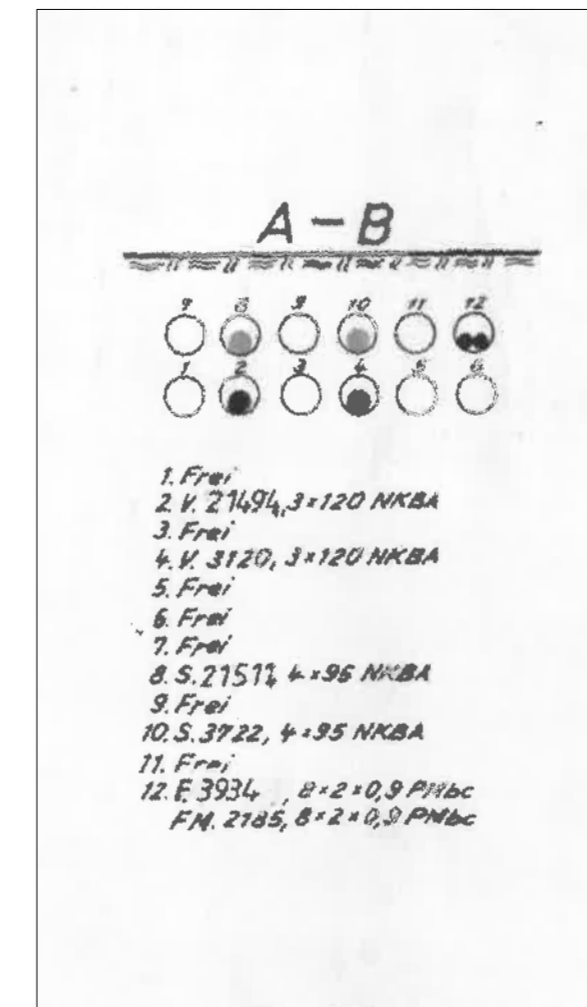 A - B
7 8 9 10 11 12
1 2 3 4 5 6
1. Frei
2. V. 21494, 3×120 NKBA
3. Frei
4. V. 3120, 3×120 NKBA
5. Frei
6. Frei
7. Frei
8. S. 21511, 4×95 NKBA
9. Frei
10. S. 3722, 4×95 NKBA
11. Frei
12. F. 3934 , 8×2×0,9 PMbc
FM. 2185, 8×2×0,9 PMbc